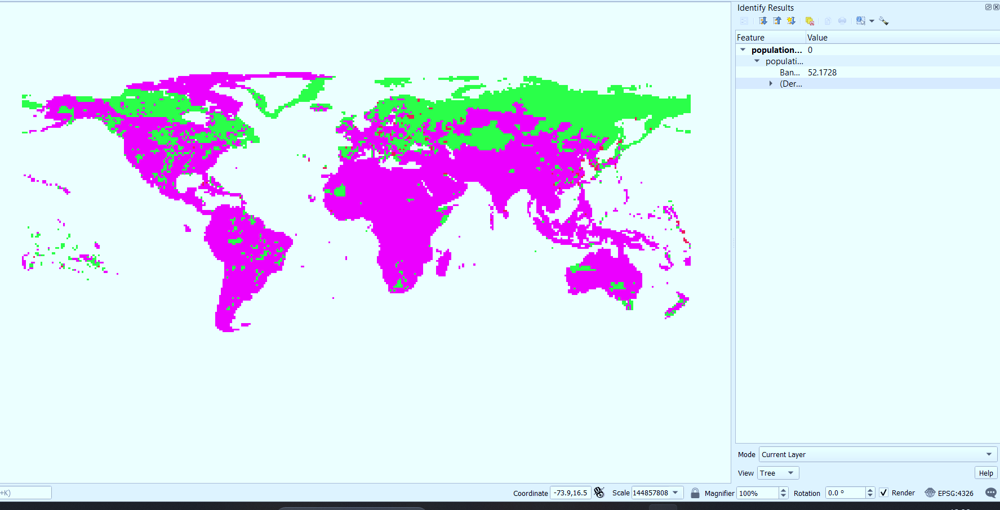 Identify Results
Feature Value
population... 0
populati...
Ban... 52.1728
(Der...
Mode Current Layer
View Tree Help
+K) Coordinate -73.9,16.5 Scale 144857808 Magnifier 100% Rotation 0.0 ° Render EPSG:4326